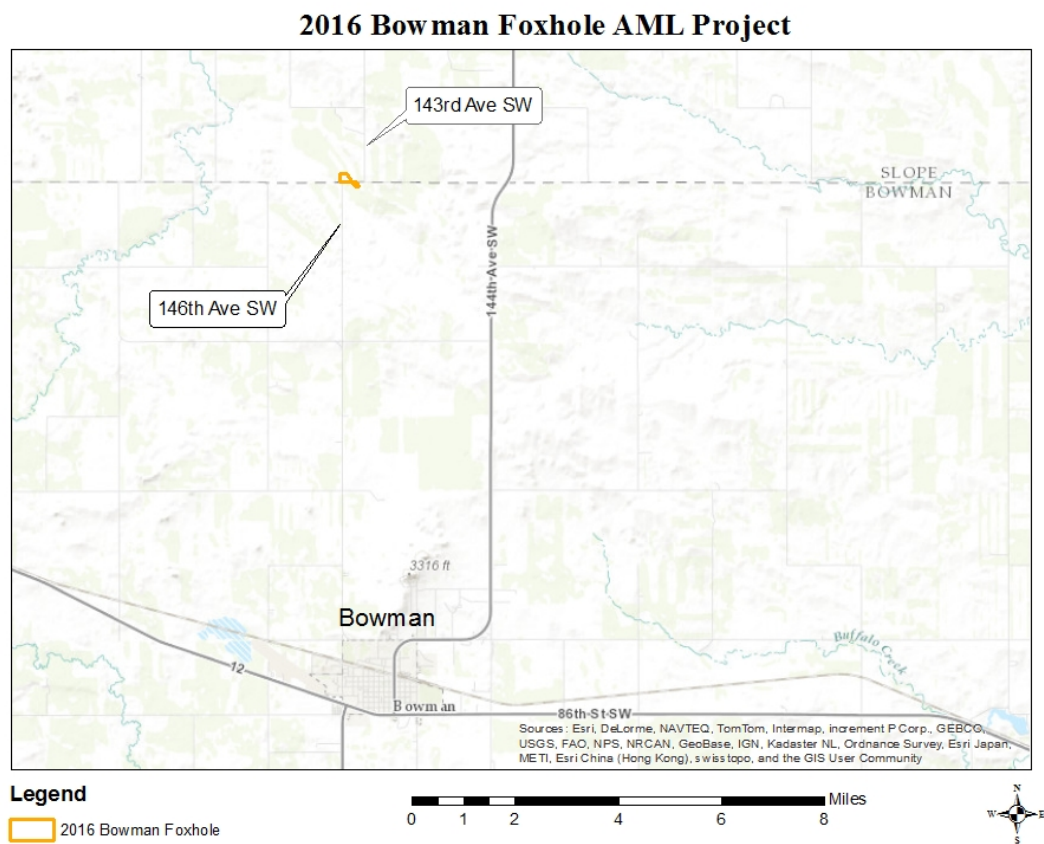 2016 Bowman Foxhole AML Project
143rd Ave SW
SLOPE
BOWMAN
144th Ave SW
146th Ave SW
3316 ft
Bowman
Buffalo Creek
12
Bowman
86th St SW
Sources: Esri, DeLorme, NAVTEQ, TomTom, Intermap, increment P Corp., GEBCO,
USGS, FAO, NPS, NRCAN, GeoBase, IGN, Kadaster NL, Ordnance Survey, Esri Japan,
METI, Esri China (Hong Kong), swisstopo, and the GIS User Community
Legend
2016 Bowman Foxhole
Miles
0 1 2 4 6 8
N
W E
S